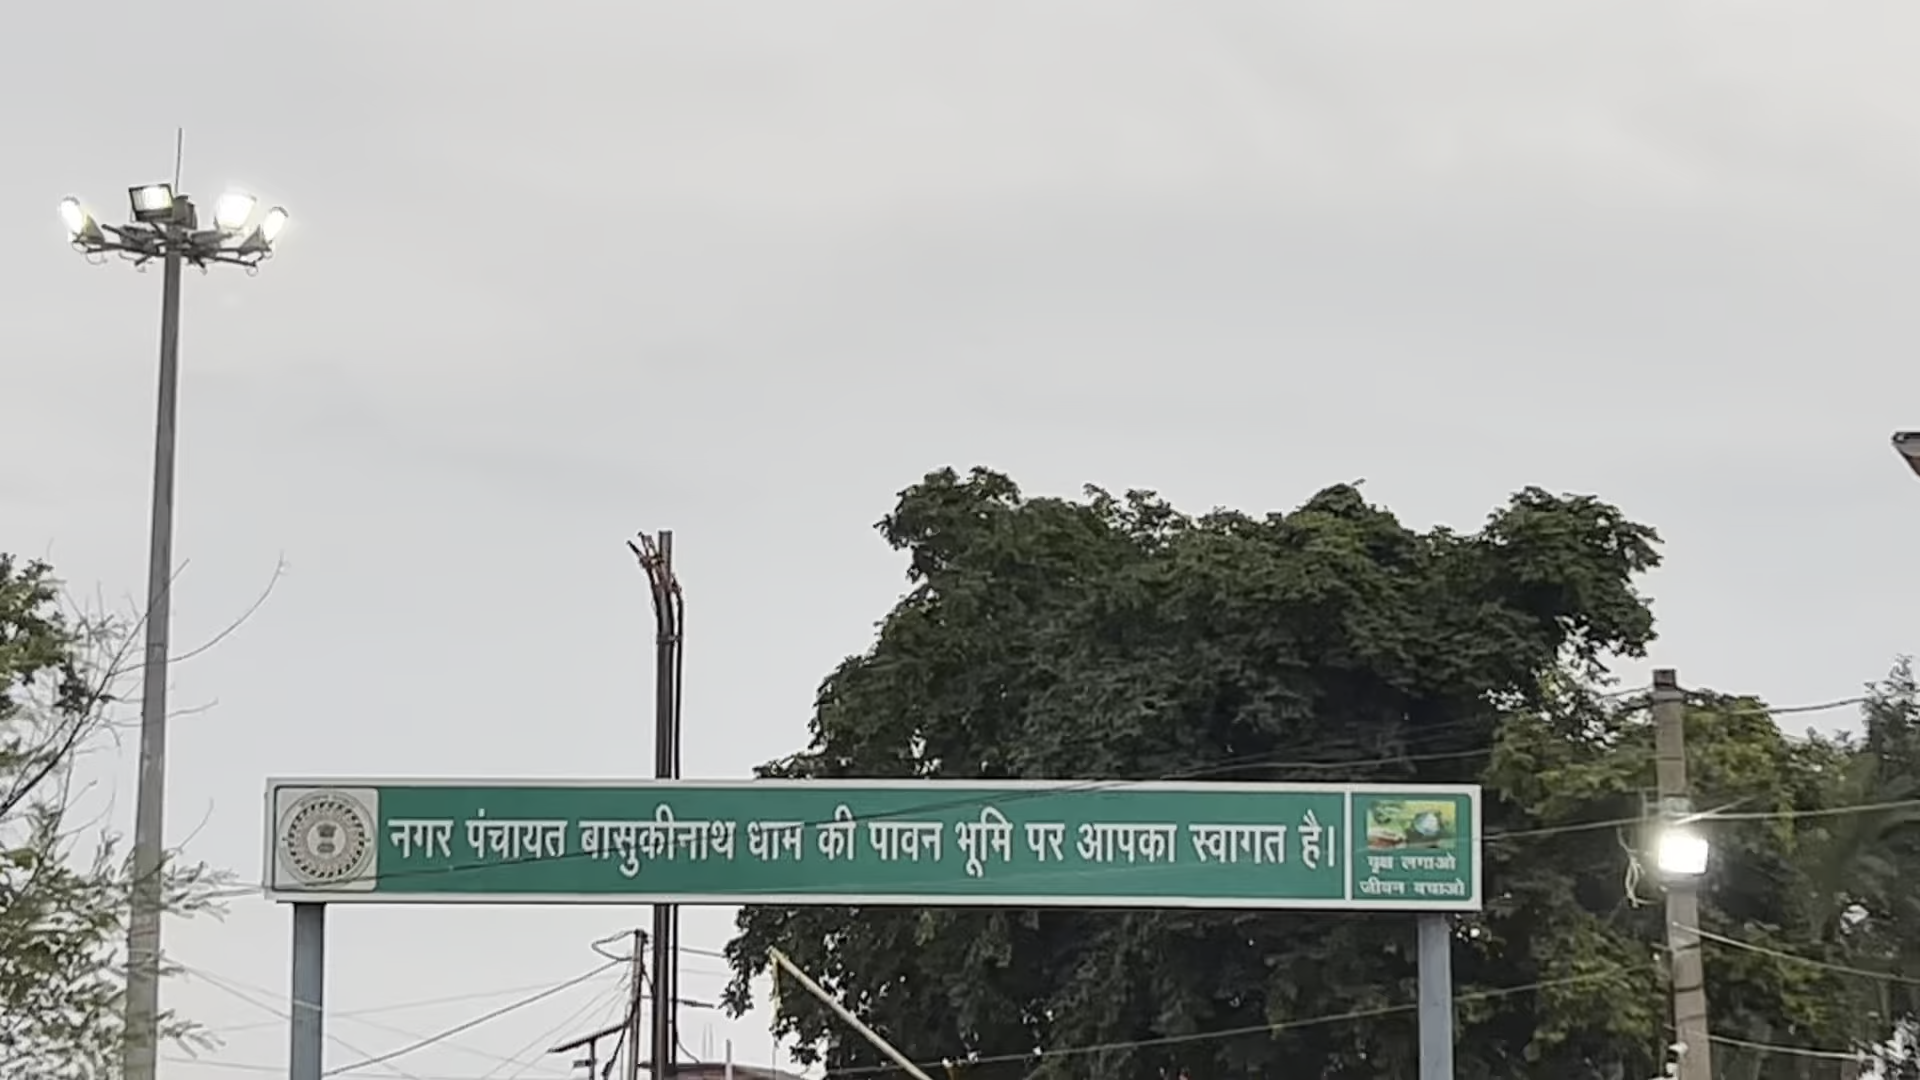 नगर पंचायत बासुकीनाथ धाम की पावन भूमि पर आपका स्वागत है।
वृक्ष लगाओ
जीवन बचाओ